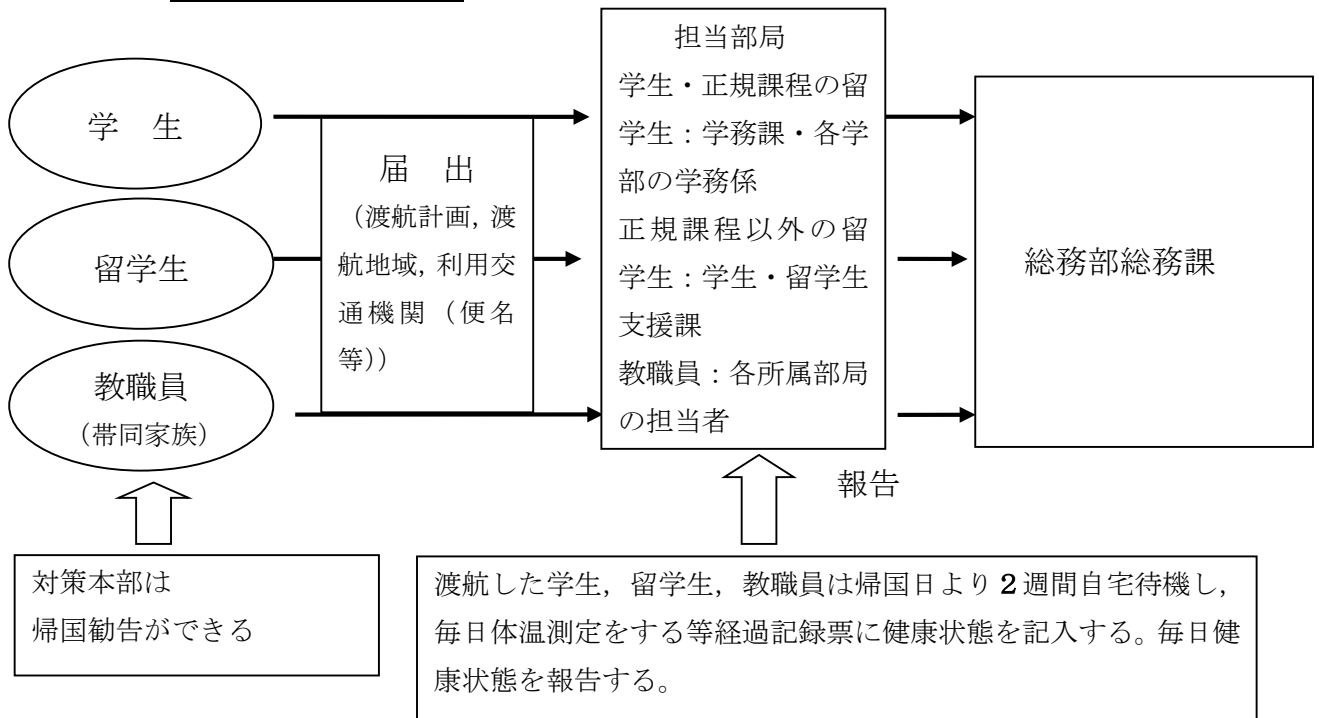 学 生
留学生
教職員
(帯同家族)
届 出
(渡航計画,渡
航地域,利用交
通機関(便名
等))
担当部局
学生・正規課程の留
学生:学務課・各学
部の学務係
正規課程以外の留
学生:学生・留学生
支援課
教職員:各所属部局
の担当者
総務部総務課
報告
対策本部は
帰国勧告ができる
渡航した学生,留学生,教職員は帰国日より2週間自宅待機し,
毎日体温測定をする等経過記録票に健康状態を記入する。毎日健
康状態を報告する。